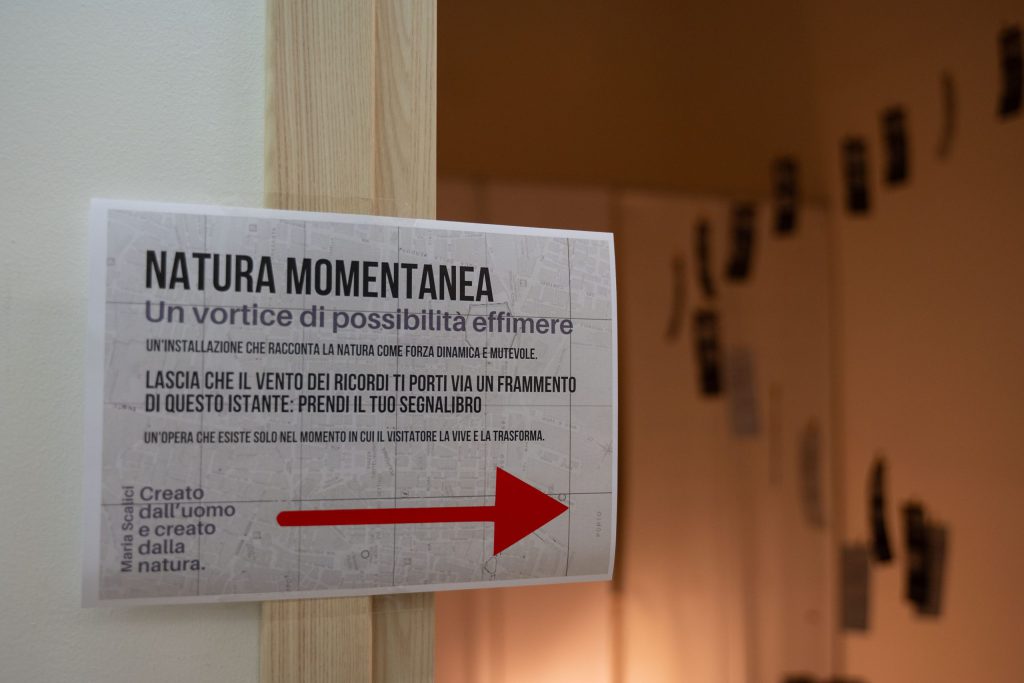 NATURA MOMENTANEA
Un vortice di possibilità effimere
UN'INSTALLAZIONE CHE RACCONTA LA NATURA COME FORZA DINAMICA E MUTEVOLE.
LASCIA CHE IL VENTO DEI RICORDI TI PORTI VIA UN FRAMMENTO
DI QUESTO ISTANTE: PRENDI IL TUO SEGNALIBRO
UN'OPERA CHE ESISTE SOLO NEL MOMENTO IN CUI IL VISITATORE LA VIVE E LA TRASFORMA.
Maria Scalici
Creato
dall'uomo
e creato
dalla
natura.
PORTO